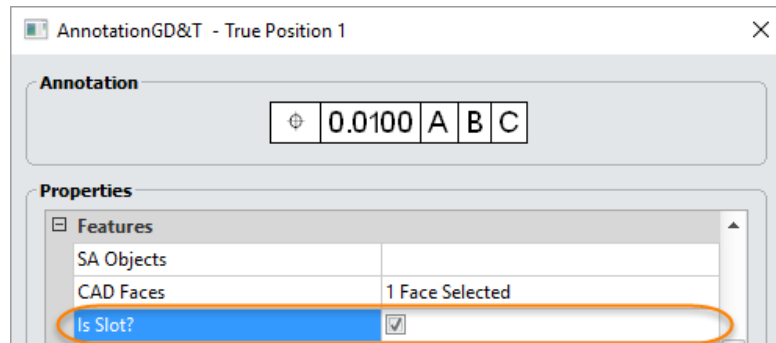 AnnotationGD&T - True Position 1
Annotation
⌖ 0.0100 A B C
Properties
Features
SA Objects
CAD Faces 1 Face Selected
Is Slot?